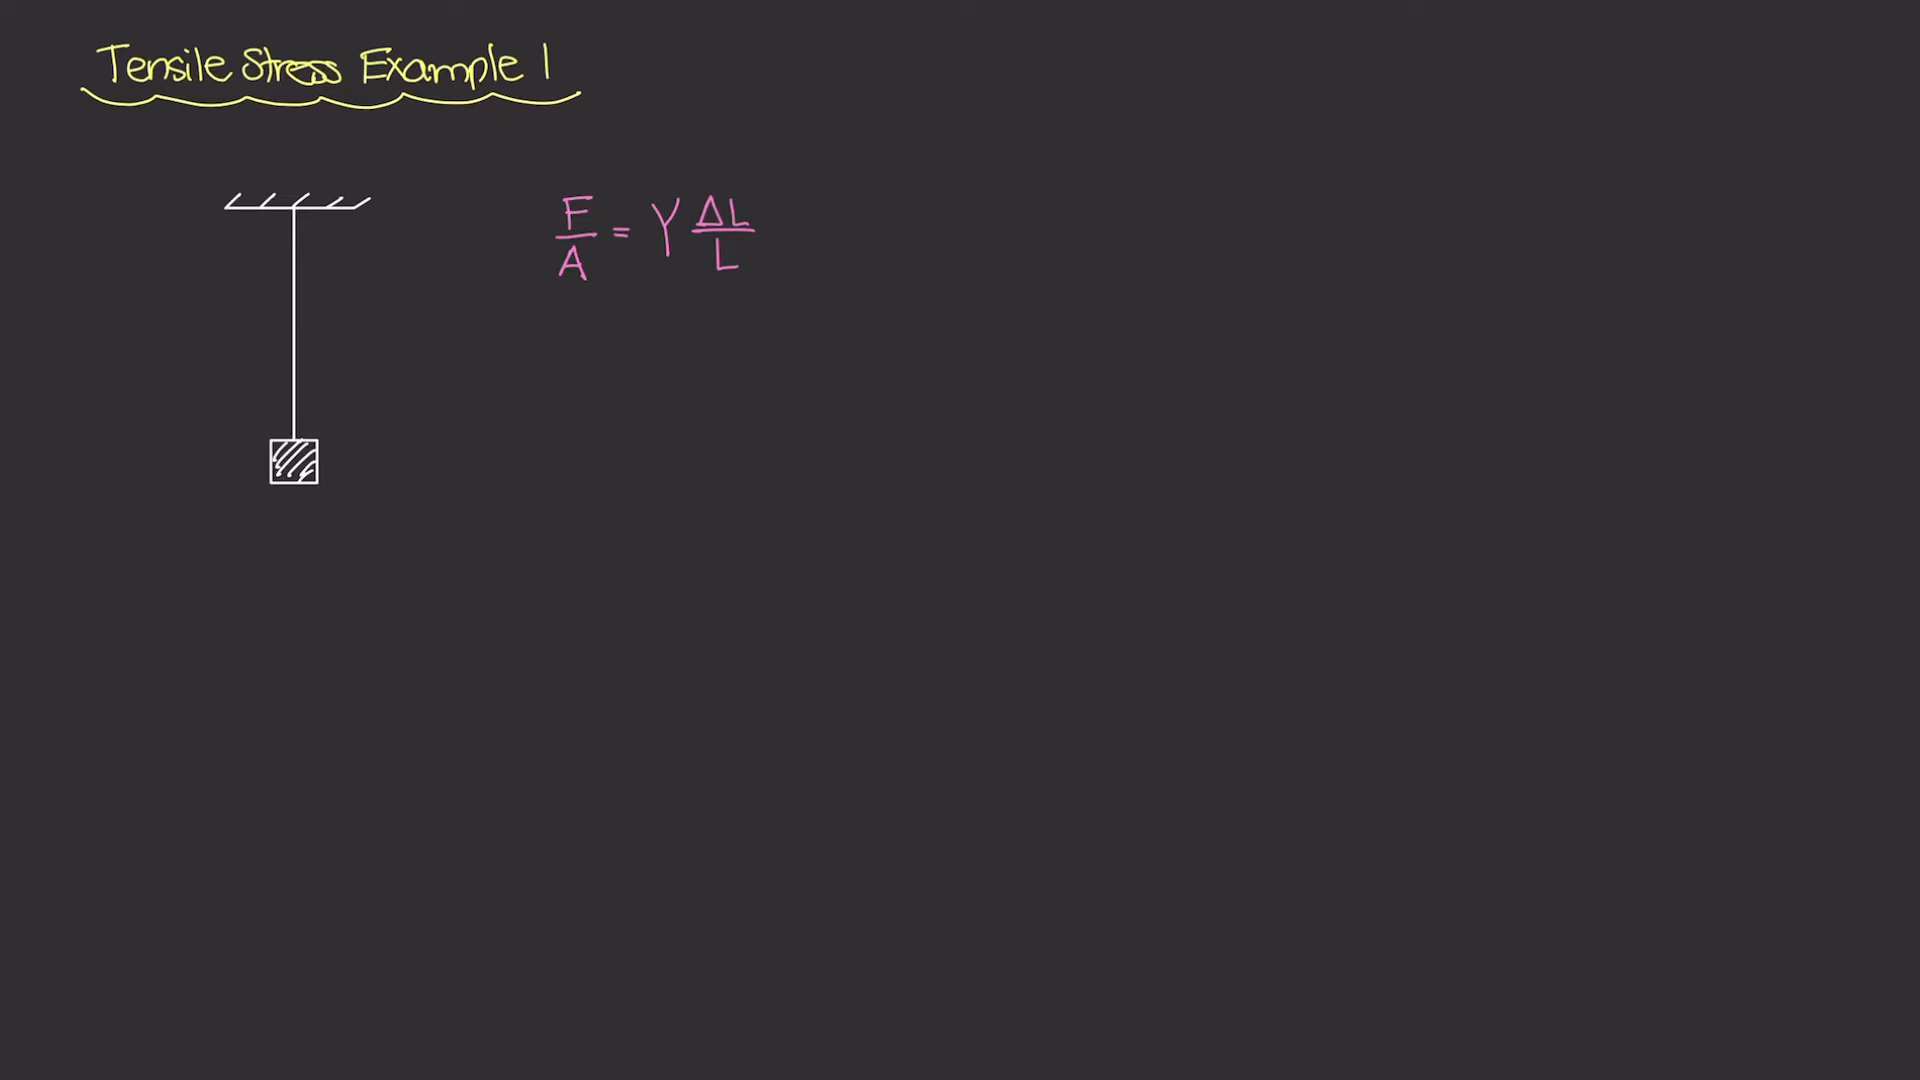 Tensile Stress Example 1
F/A = Y ΔL/L